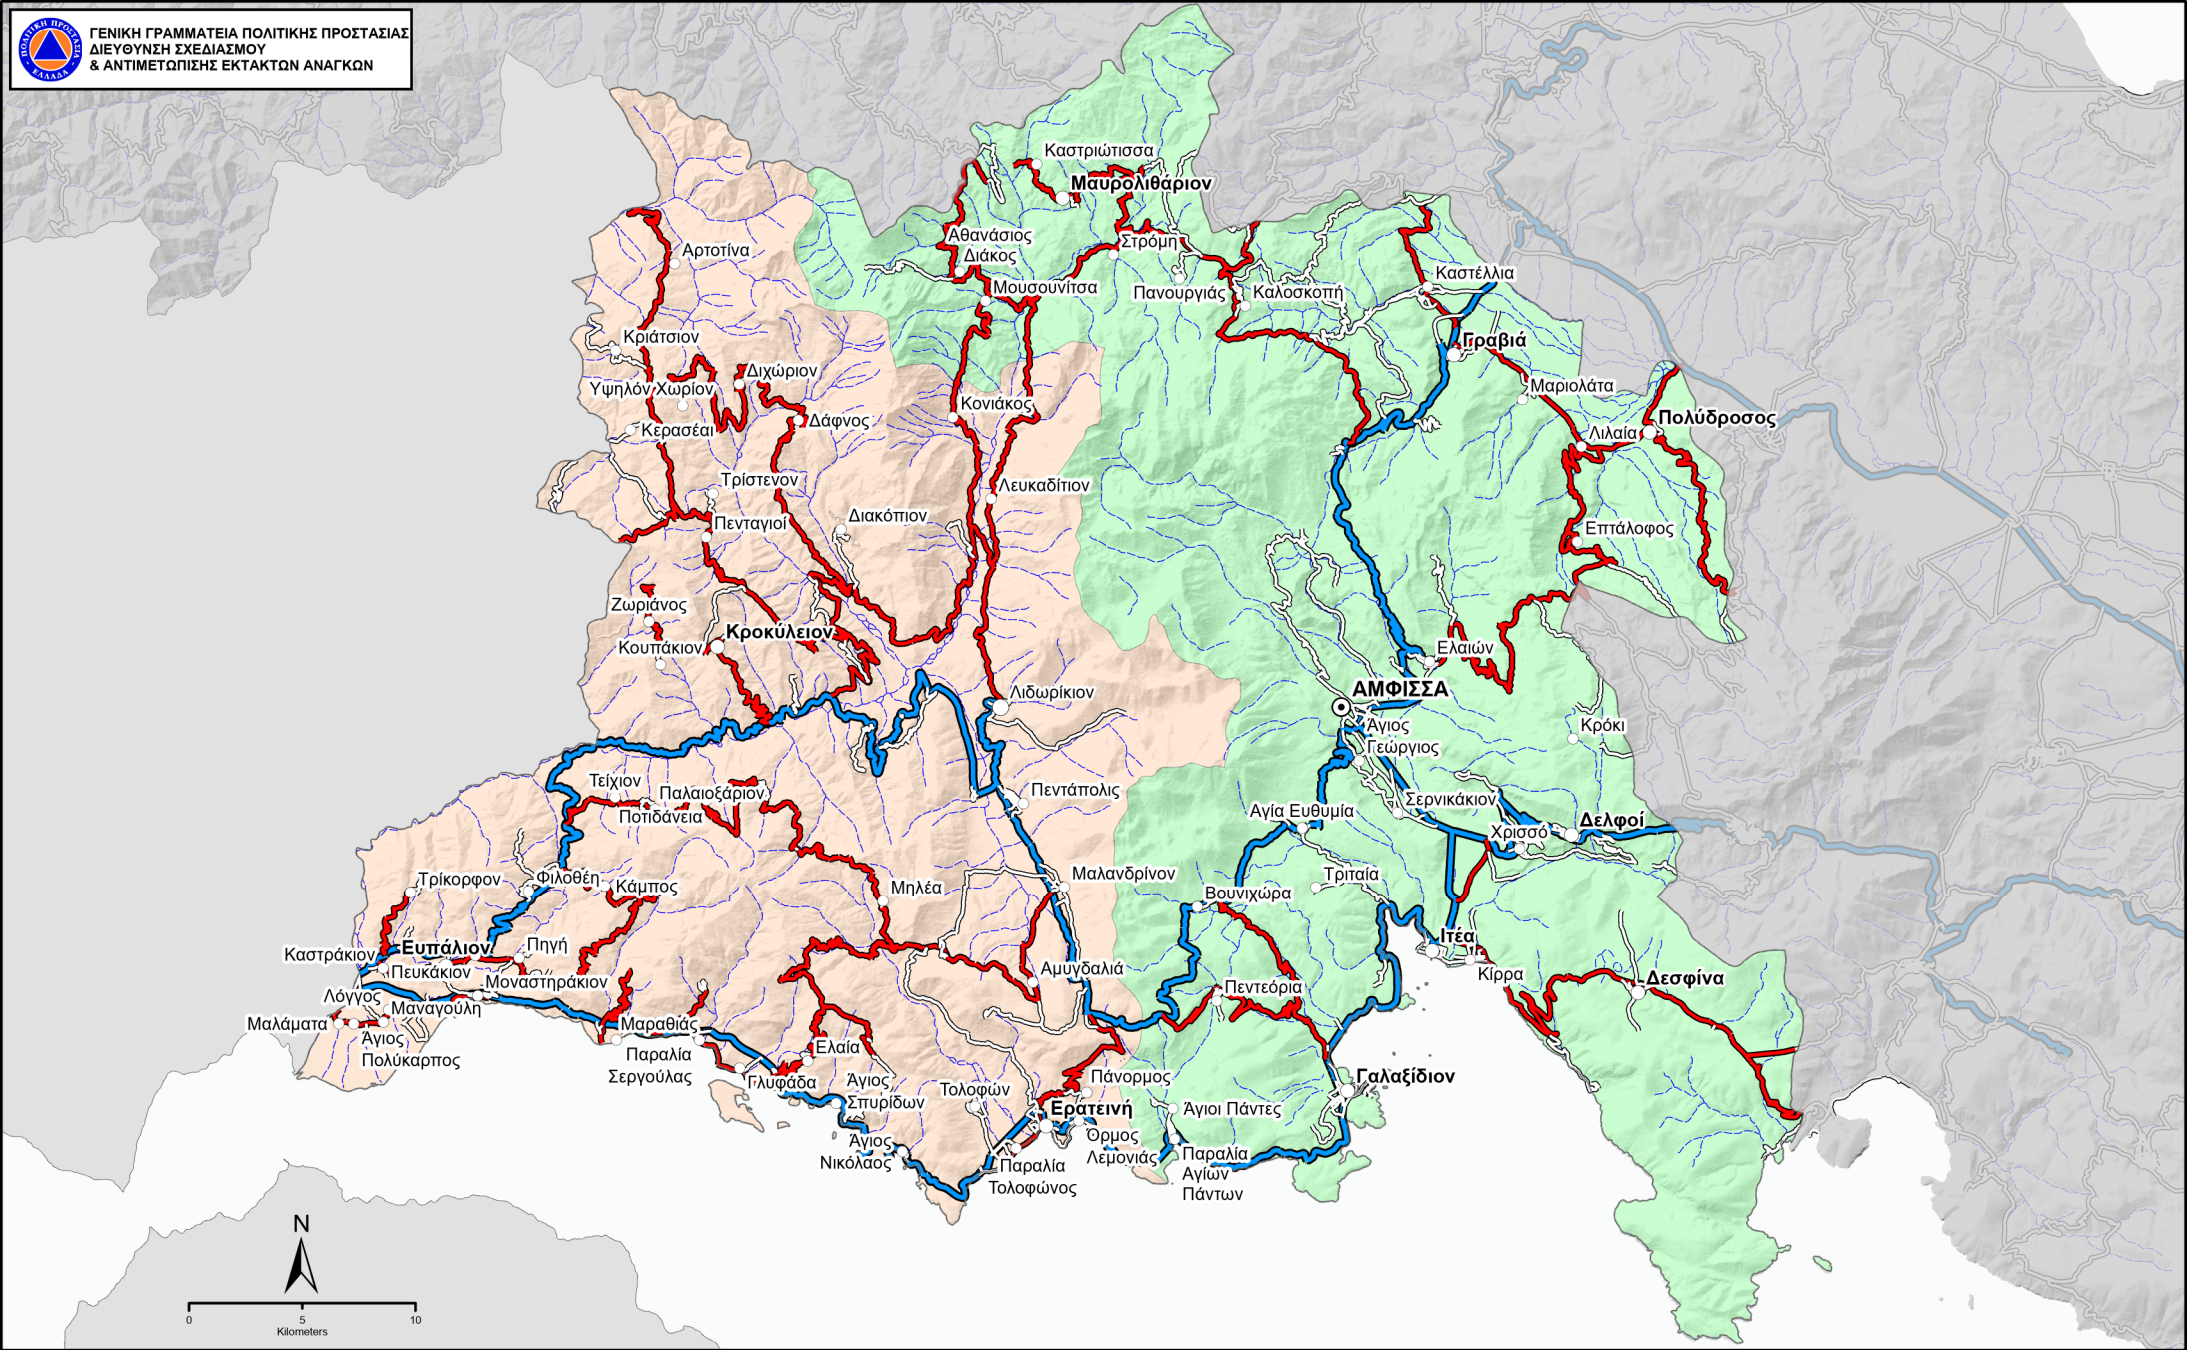 ΓΕΝΙΚΗ ΓΡΑΜΜΑΤΕΙΑ ΠΟΛΙΤΙΚΗΣ ΠΡΟΣΤΑΣΙΑΣ
ΔΙΕΥΘΥΝΣΗ ΣΧΕΔΙΑΣΜΟΥ
& ΑΝΤΙΜΕΤΩΠΙΣΗΣ ΕΚΤΑΚΤΩΝ ΑΝΑΓΚΩΝ
ΠΟΛΙΤΙΚΗ ΠΡΟΣΤΑΣΙΑ
ΕΛΛΑΔΑ
Καστριώτισσα
Μαυρολιθάριον
Αθανάσιος
Διάκος
Στρόμη
Αρτοτίνα
Μουσουνίτσα
Πανουργιάς
Καλοσκοπή
Καστέλλια
Κριάτσιον
Γραβιά
Διχώριον
Υψηλόν Χωρίον
Μαριολάτα
Κονιάκος
Δάφνος
Κερασέαι
Λιλαία
Πολύδροσος
Τρίστενον
Λευκαδίτιον
Πενταγιοί
Διακόπιον
Επτάλοφος
Ζωριάνος
Κροκύλειον
Κουπάκιον
Ελαιών
Λιδωρίκιον
ΑΜΦΙΣΣΑ
Άγιος
Γεώργιος
Κρόκι
Τείχιον
Παλαιοξάριον
Ποτιδάνεια
Πεντάπολις
Αγία Ευθυμία
Σερνικάκιον
Δελφοί
Χρισσό
Τρίκορφον
Φιλοθέη
Κάμπος
Μηλέα
Μαλανδρίνον
Βουνιχώρα
Τριταία
Καστράκιον
Ευπάλιον
Πηγή
Ιτέα
Πευκάκιον
Μοναστηράκιον
Αμυγδαλιά
Κίρρα
Δεσφίνα
Πεντεόρια
Λόγγος
Μαναγούλη
Μαλάματα
Άγιος
Πολύκαρπος
Μαραθιάς
Παραλία
Σεργούλας
Ελαία
Γλυφάδα
Άγιος
Σπυρίδων
Τολοφών
Πάνορμος
Γαλαξίδιον
Ερατεινή
Άγιοι Πάντες
Άγιος
Νικόλαος
Όρμος
Λεμονιάς
Παραλία
Τολοφώνος
Παραλία
Αγίων
Πάντων
N
0 5 10
Kilometers